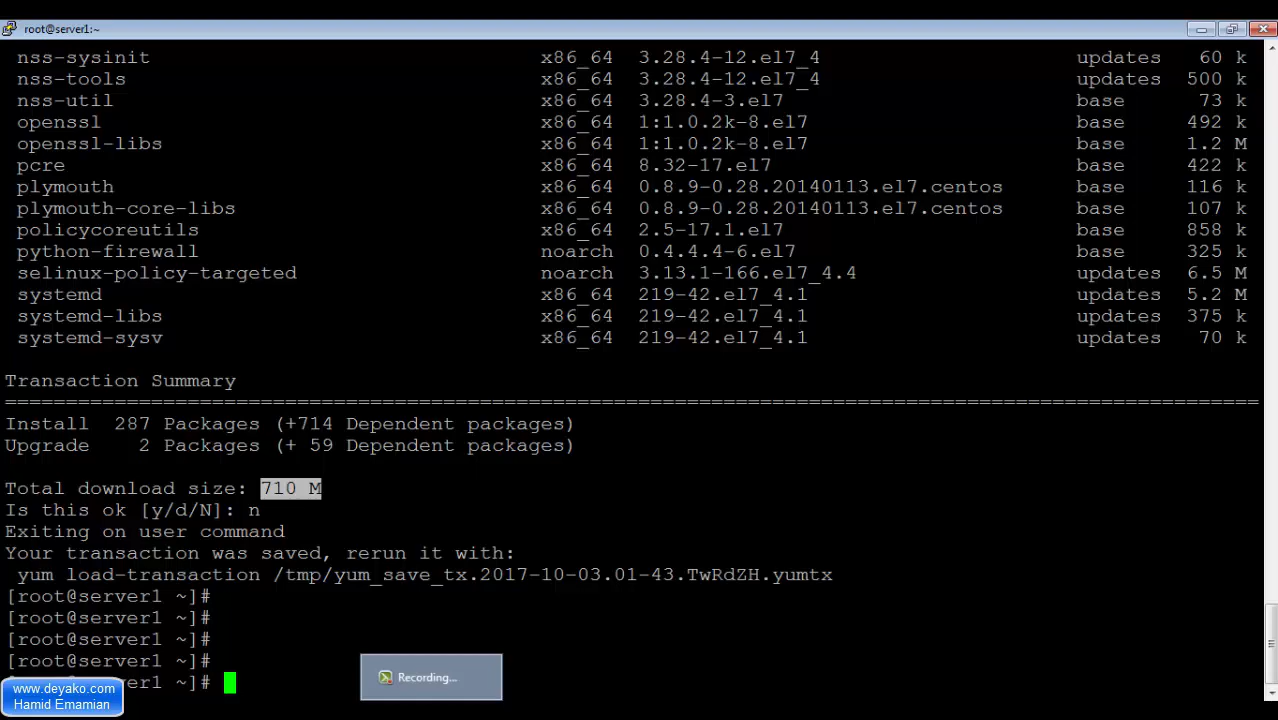 root@server1:~
nss-sysinit x86_64 3.28.4-12.el7_4 updates 60 k
nss-tools x86_64 3.28.4-12.el7_4 updates 500 k
nss-util x86_64 3.28.4-3.el7 base 73 k
openssl x86_64 1:1.0.2k-8.el7 base 492 k
openssl-libs x86_64 1:1.0.2k-8.el7 base 1.2 M
pcre x86_64 8.32-17.el7 base 422 k
plymouth x86_64 0.8.9-0.28.20140113.el7.centos base 116 k
plymouth-core-libs x86_64 0.8.9-0.28.20140113.el7.centos base 107 k
policycoreutils x86_64 2.5-17.1.el7 base 858 k
python-firewall noarch 0.4.4.4-6.el7 base 325 k
selinux-policy-targeted noarch 3.13.1-166.el7_4.4 updates 6.5 M
systemd x86_64 219-42.el7_4.1 updates 5.2 M
systemd-libs x86_64 219-42.el7_4.1 updates 375 k
systemd-sysv x86_64 219-42.el7_4.1 updates 70 k
Transaction Summary
================================================================================
Install 287 Packages (+714 Dependent packages)
Upgrade 2 Packages (+ 59 Dependent packages)
Total download size: 710 M
Is this ok [y/d/N]: n
Exiting on user command
Your transaction was saved, rerun it with:
yum load-transaction /tmp/yum_save_tx.2017-10-03.01-43.TwRdZH.yumtx
[root@server1 ~]#
[root@server1 ~]#
[root@server1 ~]#
[root@server1 ~]#
erver1 ~]#
Recording...
www.deyako.com
Hamid Emamian